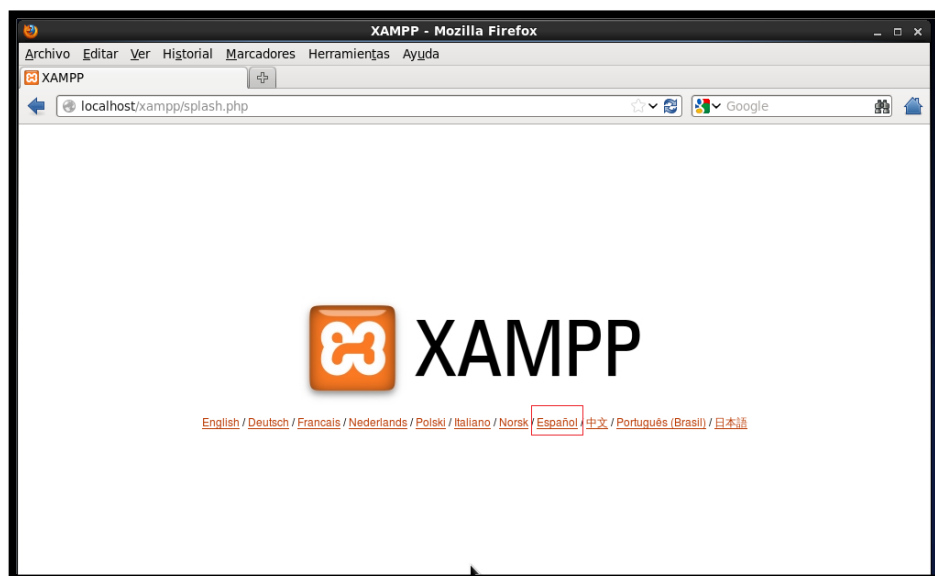 XAMPP - Mozilla Firefox
Archivo Editar Ver Historial Marcadores Herramientas Ayuda
XAMPP
localhost/xampp/splash.php Google
XAMPP
English / Deutsch / Francais / Nederlands / Polski / Italiano / Norsk / Español / 中文 / Português (Brasil) / 日本語